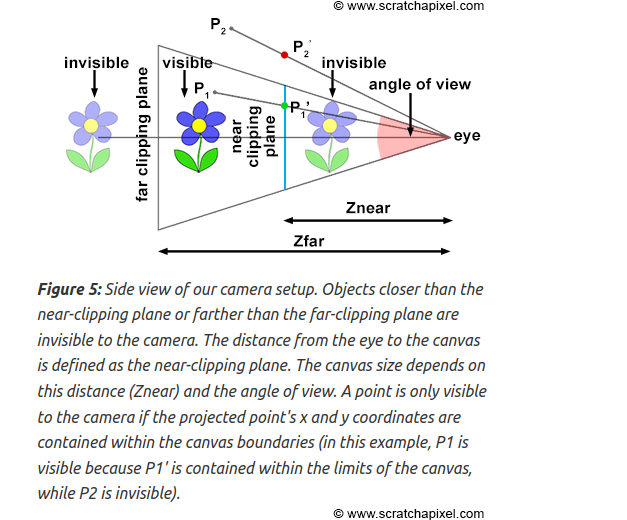 © www.scratchapixel.com
P2
P2'
invisible
visible
invisible
angle of view
P1
P1'
far clipping plane
near
clipping
plane
eye
Znear
Zfar
Figure 5: Side view of our camera setup. Objects closer than the
near-clipping plane or farther than the far-clipping plane are
invisible to the camera. The distance from the eye to the canvas
is defined as the near-clipping plane. The canvas size depends on
this distance (Znear) and the angle of view. A point is only visible
to the camera if the projected point's x and y coordinates are
contained within the canvas boundaries (in this example, P1 is
visible because P1' is contained within the limits of the canvas,
while P2 is invisible).
© www.scratchapixel.com